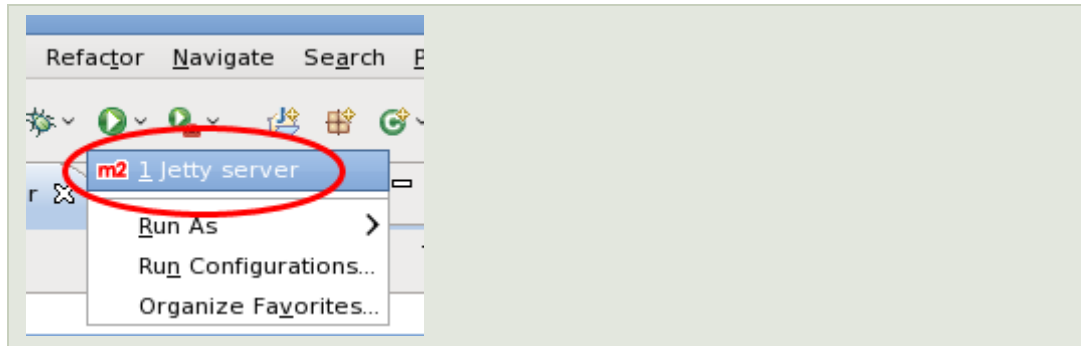 Refactor Navigate Search P
m2 1 Jetty server
r
Run As
Run Configurations...
Organize Favorites...